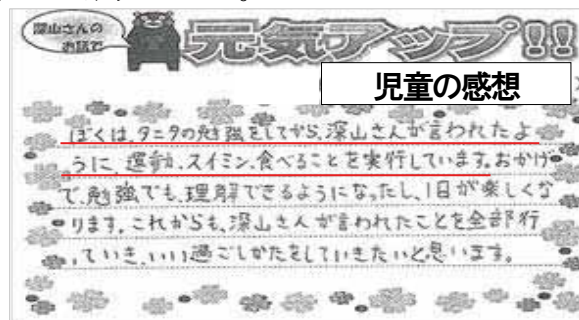 深山さんの
お話で
元気アップ!!
児童の感想
ぼくは、タニタの勉強をしてから、深山さんが言われたよ
うに、運動、スイミン、食べることを実行しています。おかげ
で、勉強でも、理解できるようになったし、1日が楽しくな
ります。これからも、深山さんが言われたことを全部行
っていき、いい過ごしかたをしていきたいと思います。